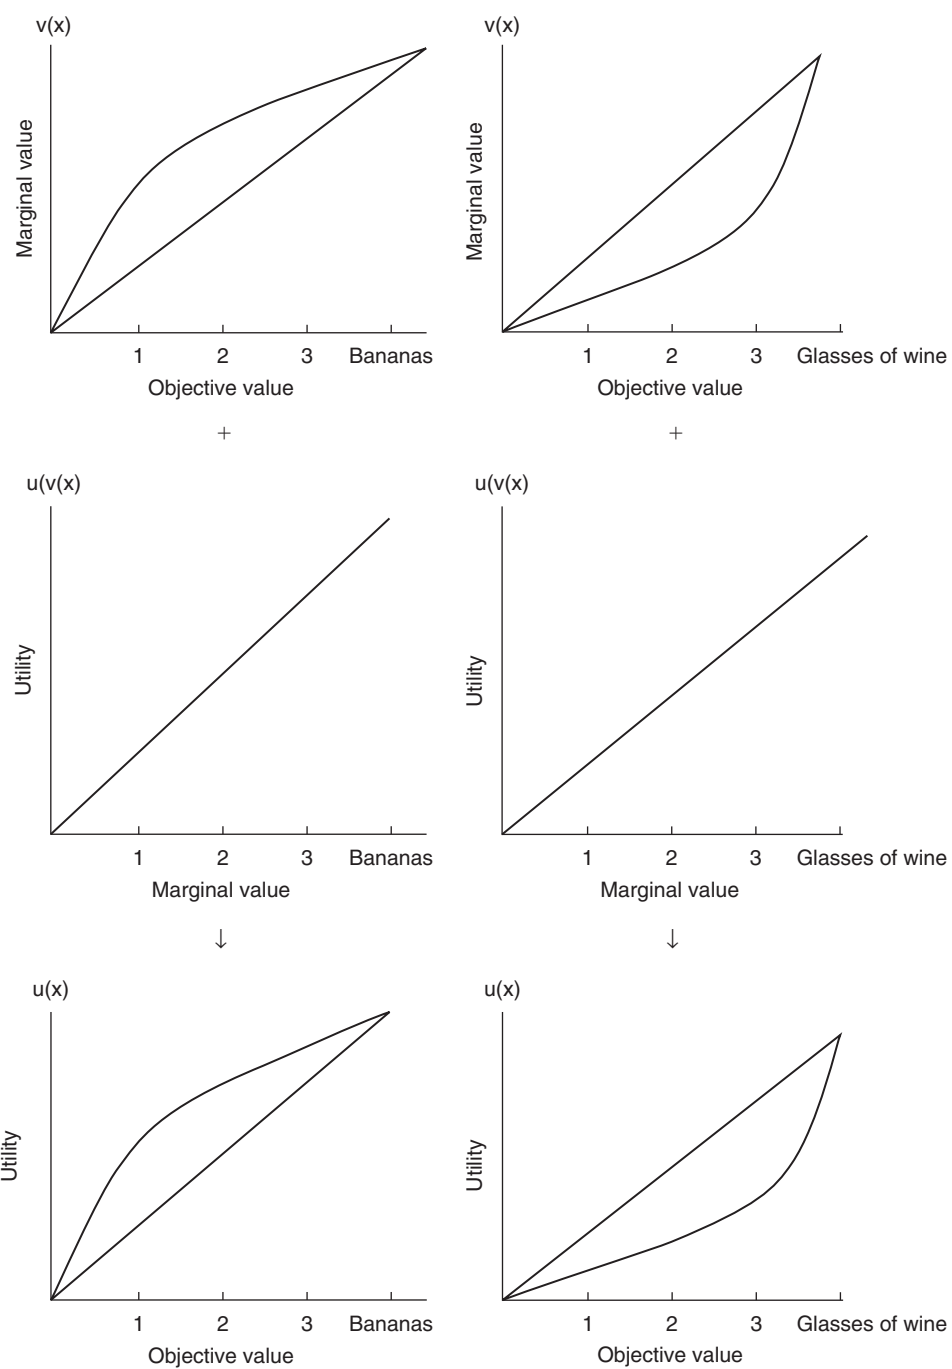 v(x) v(x)
Marginal value Marginal value
1 2 3 Bananas 1 2 3 Glasses of wine
Objective value Objective value
+ +
u(v(x) u(v(x)
Utility Utility
1 2 3 Bananas 1 2 3 Glasses of wine
Marginal value Marginal value
↓ ↓
u(x) u(x)
Utility Utility
1 2 3 Bananas 1 2 3 Glasses of wine
Objective value Objective value